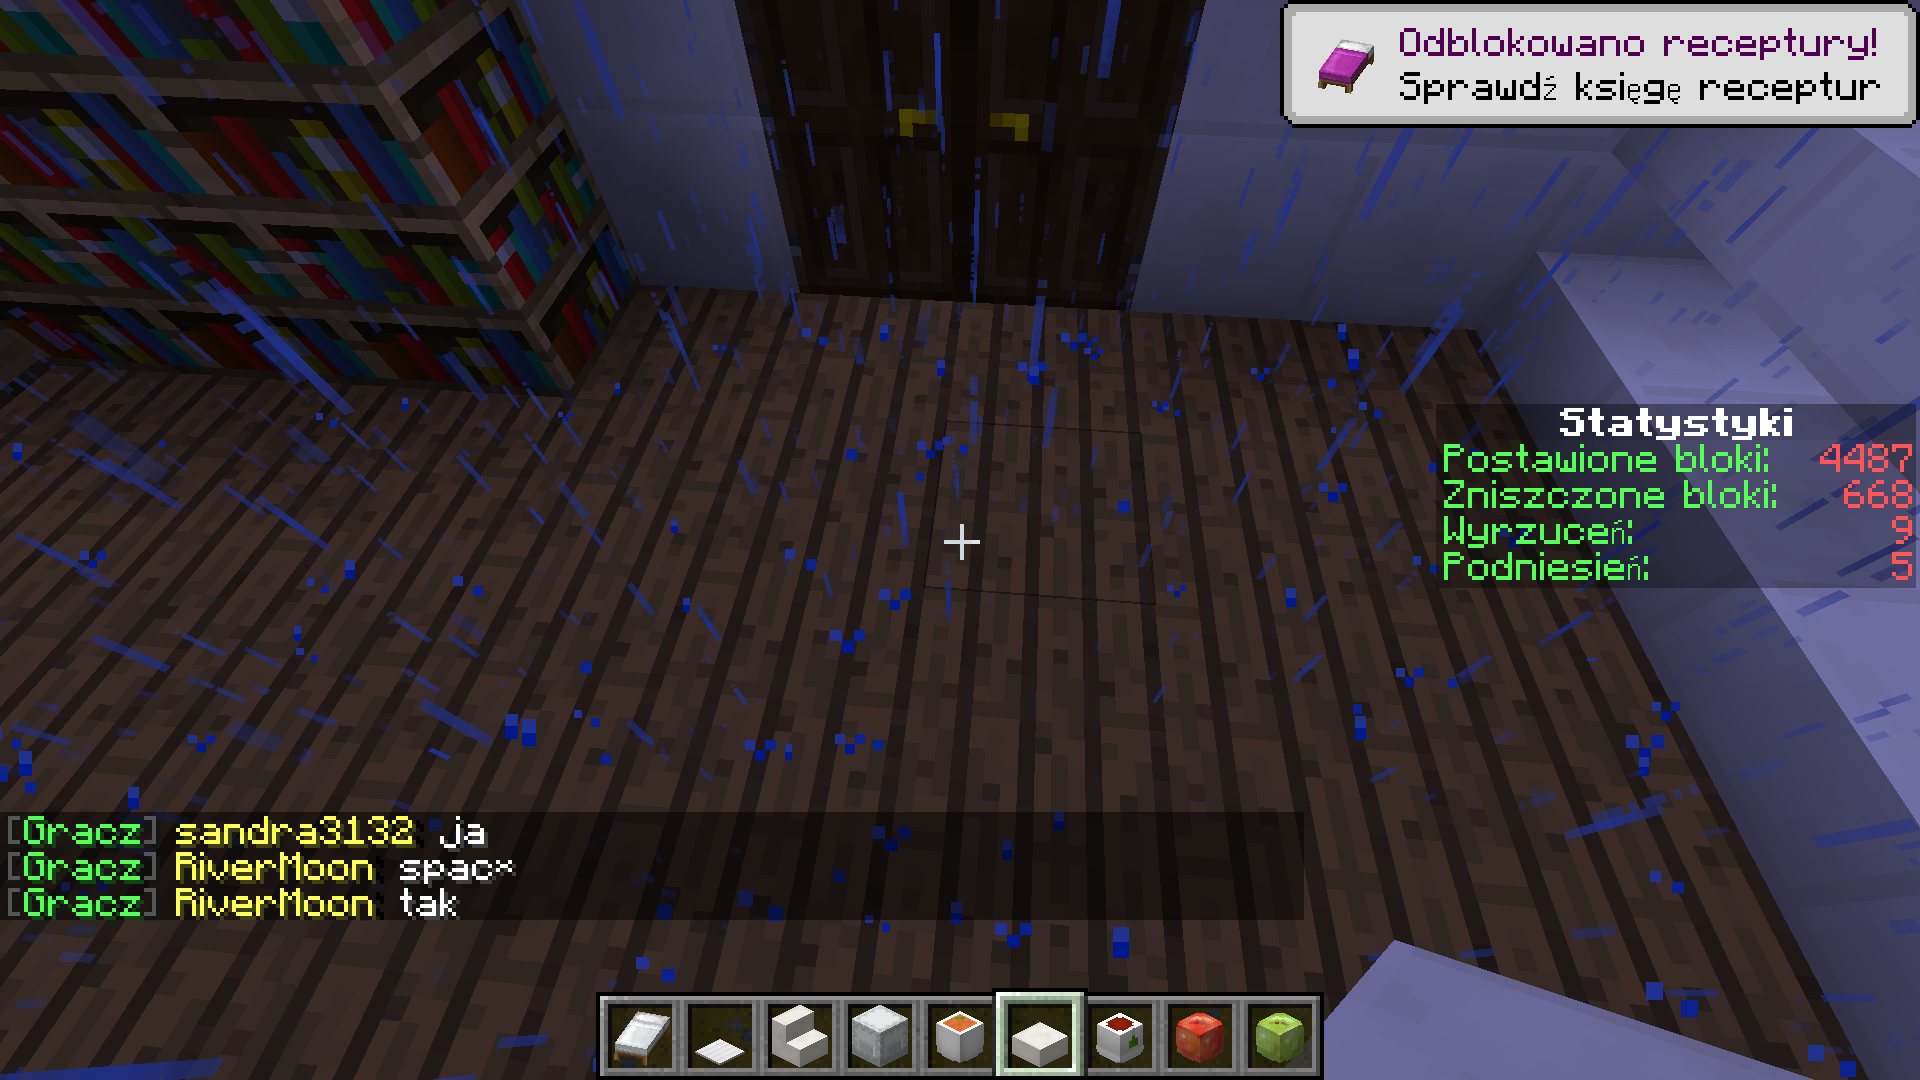 Odblokowano receptury!
Sprawdź księgę receptur
Statystyki
Postawione bloki: 4487
Zniszczone bloki: 668
Wyrzuceń: 9
Podniesień: 5
[Gracz] sandra3132 ja
[Gracz] RiverMoon spac×
[Gracz] RiverMoon tak